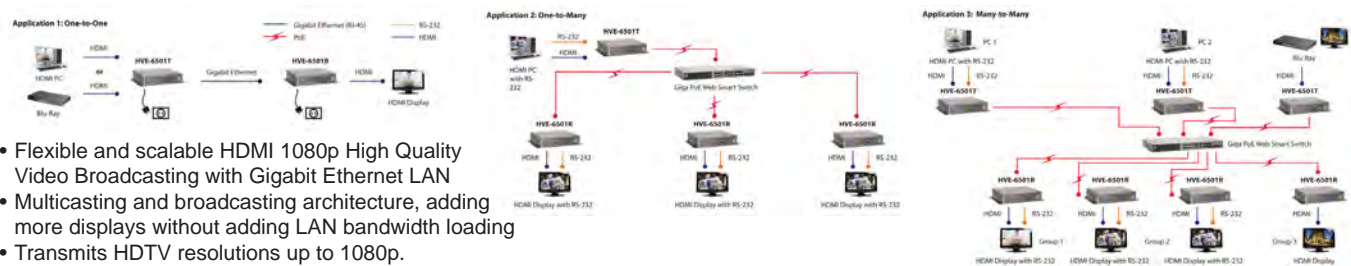 Application 1: One-to-One
Gigabit Ethernet (RJ-45)
RS-232
PoE
HDMI
HDMI
HDMI PC
or
HDMI
Blu Ray
HVE-6501T
Gigabit Ethernet
HVE-6501R
HDMI
HDMI Display
• Flexible and scalable HDMI 1080p High Quality
Video Broadcasting with Gigabit Ethernet LAN
• Multicasting and broadcasting architecture, adding
more displays without adding LAN bandwidth loading
• Transmits HDTV resolutions up to 1080p.
Application 2: One-to-Many
RS-232
HVE-6501T
HDMI
HDMI PC
with RS-
232
Giga PoE Web Smart Switch
HVE-6501R
HVE-6501R
HVE-6501R
HDMI
RS-232
HDMI
RS-232
HDMI
RS-232
HDMI Display with RS-232
HDMI Display with RS-232
HDMI Display with RS-232
Application 3: Many-to-Many
PC 1
PC 2
Blu Ray
HDMI PC with RS-232
HDMI PC with RS-232
HDMI
RS-232
HDMI
RS-232
HDMI
HVE-6501T
HVE-6501T
HVE-6501T
Giga PoE Web Smart Switch
HVE-6501R
HVE-6501R
HVE-6501R
HVE-6501R
HDMI
RS-232
HDMI
RS-232
HDMI
RS-232
HDMI
Group 1
Group 2
Group 3
HDMI Display with RS-232
HDMI Display with RS-232
HDMI Display with RS-232
HDMI Display